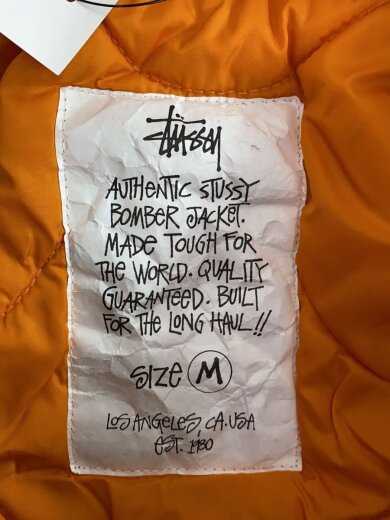 STÜSSY
AUTHENTIC STUSSY
BOMBER JACKET.
MADE TOUGH FOR
THE WORLD. QUALITY
GUARANTEED. BUILT
FOR THE LONG HAUL!!
SIZE M
LOS ANGELES, CA. USA
EST. 1980